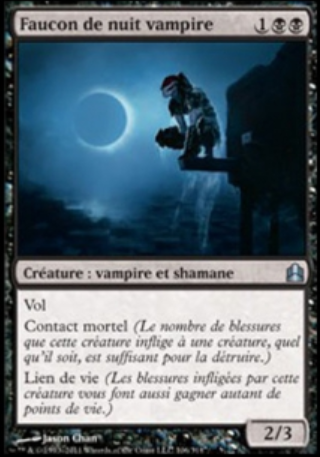 Faucon de nuit vampire 1
Créature : vampire et shamane
Vol
Contact mortel (Le nombre de blessures
que cette créature inflige à une créature, quel
qu'il soit, est suffisant pour la détruire.)
Lien de vie (Les blessures infligées par cette
créature vous font aussi gagner autant de
points de vie.)
Jason Chan
2/3